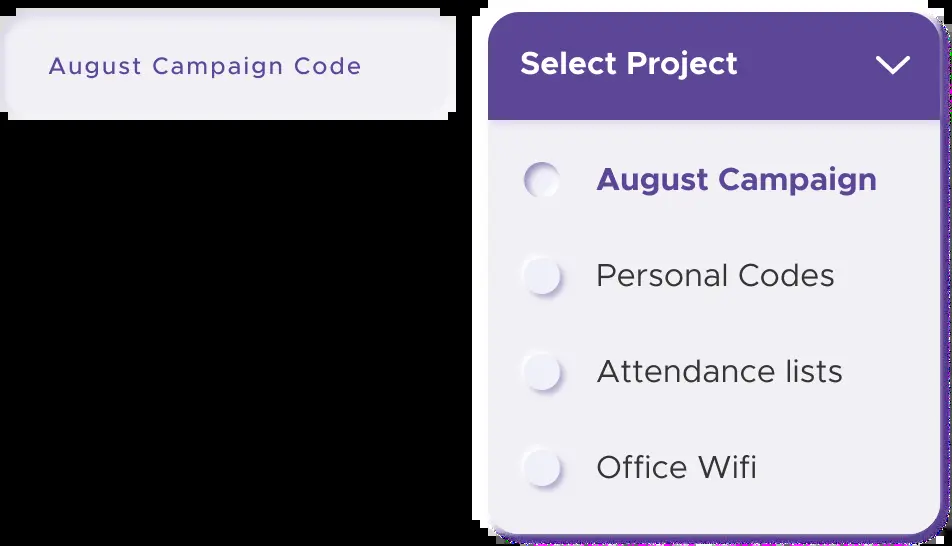 August Campaign Code
Select Project
August Campaign
Personal Codes
Attendance lists
Office Wifi